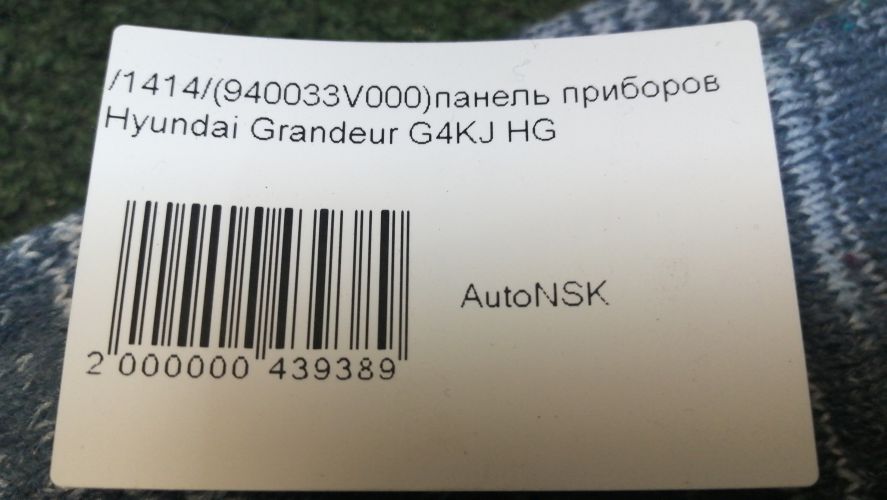 /1414/(940033V000)панель приборов
Hyundai Grandeur G4KJ HG
AutoNSK
2 000000 439389